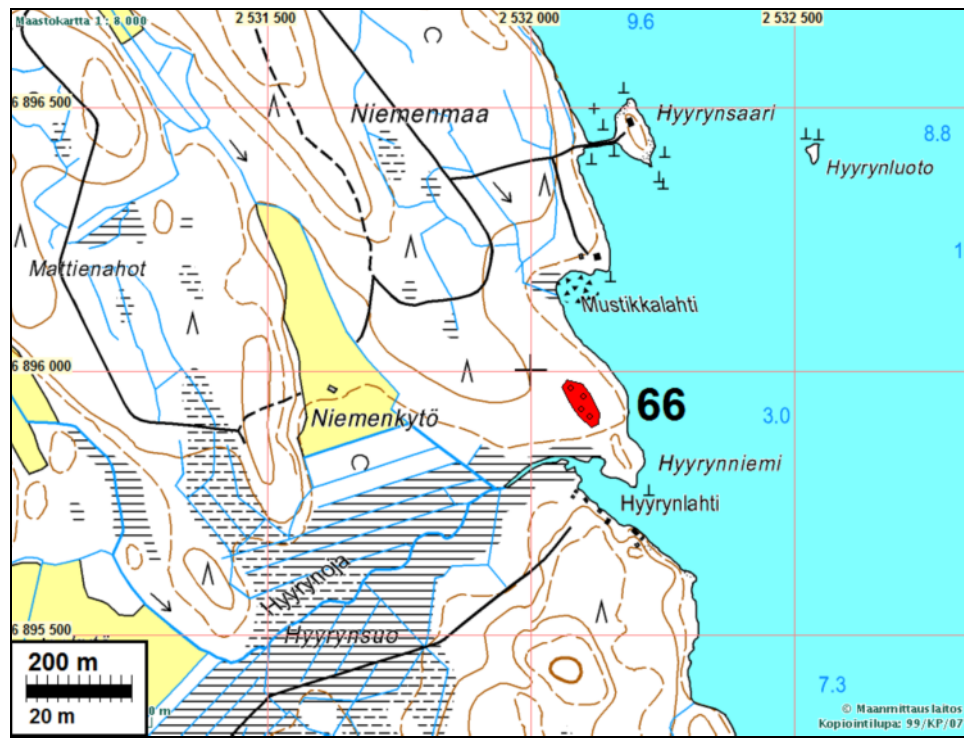 Maastokartta 1 : 8 000
2 531 500
2 532 000
9.6
2 532 500
6 896 500
Niemenmaa
Hyyrynsaari
8.8
Hyyrynluoto
1
Mattienahot
Mustikkalahti
6 896 000
66
3.0
Niemenkytö
Hyyrynniemi
Hyyrynlahti
Hyyrynoja
Hyyrynsuo
6 895 500
200 m
20 m
0 m
7.3
© Maanmittauslaitos
Kopiointilupa: 99/KP/07